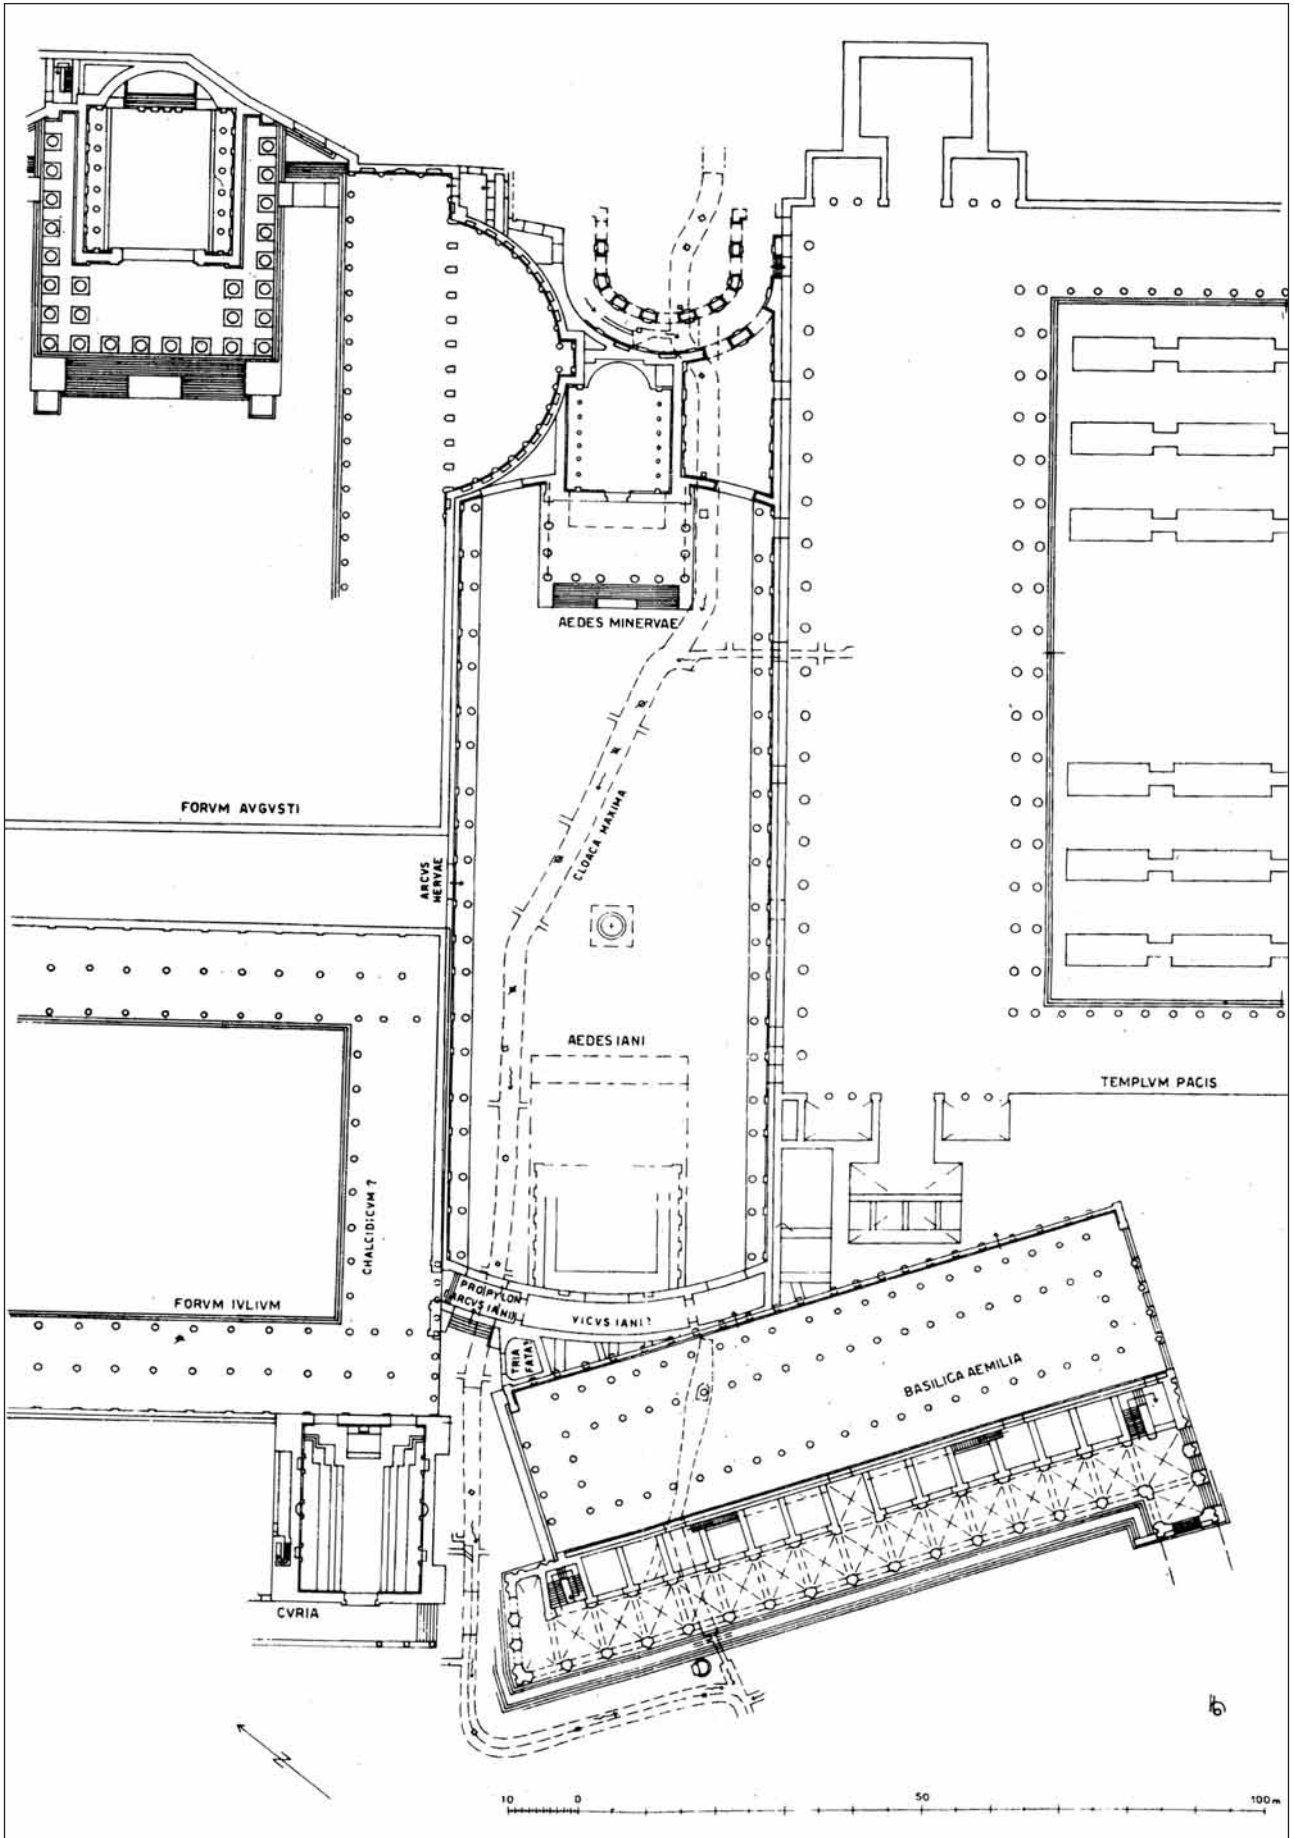 AEDES MINERVAE
FORVM AVGVSTI
CLOACA MAXIMA
ARCVS
NERVAE
AEDES IANI
TEMPLVM PACIS
CHALCIDICVM ?
FORVM IVLIVM
PROPYLON
(ARCVS IANI)
VICVS IANI ?
TRIA
FATA?
BASILICA AEMILIA
CVRIA
N
10 0 50 100 m